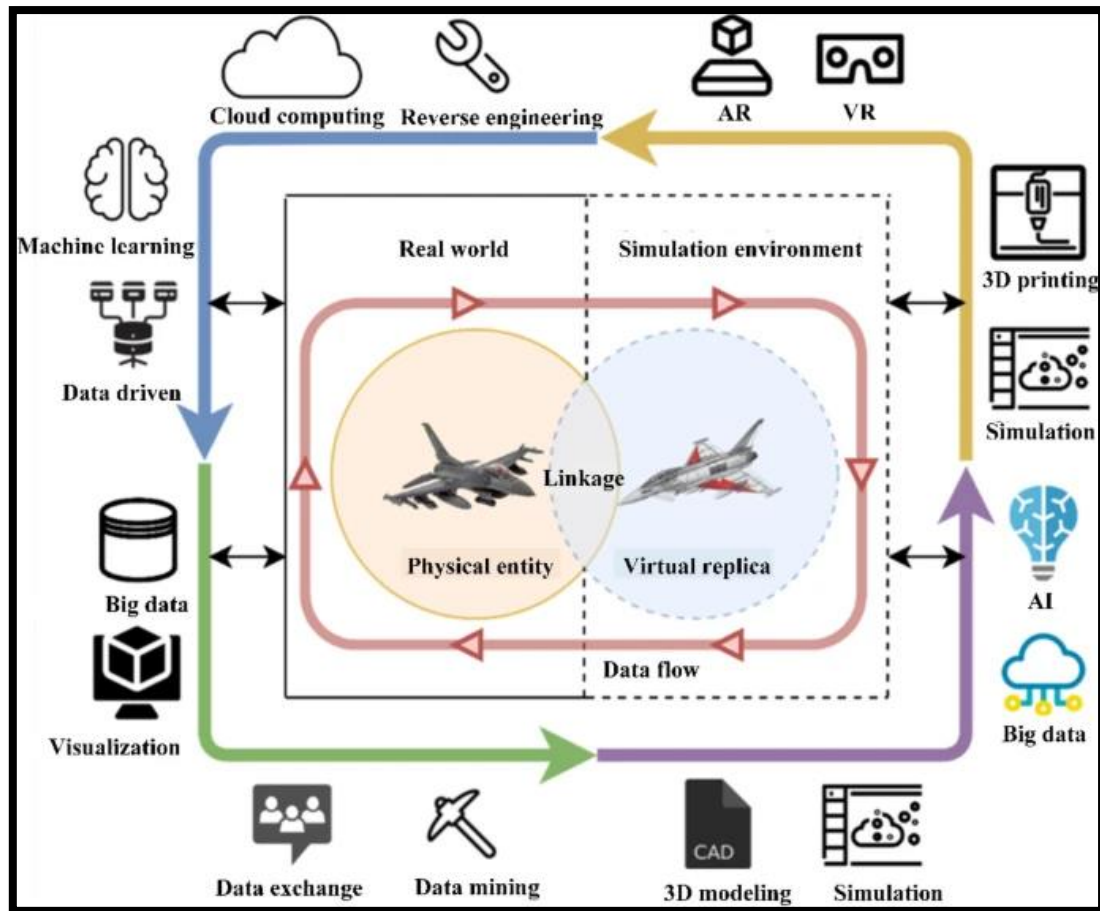 AR
VR
Cloud computing
Reverse engineering
Machine learning
Real world
Simulation environment
3D printing
Data driven
Simulation
Linkage
Physical entity
Virtual replica
Big data
AI
Data flow
Visualization
Big data
CAD
Data exchange
Data mining
3D modeling
Simulation